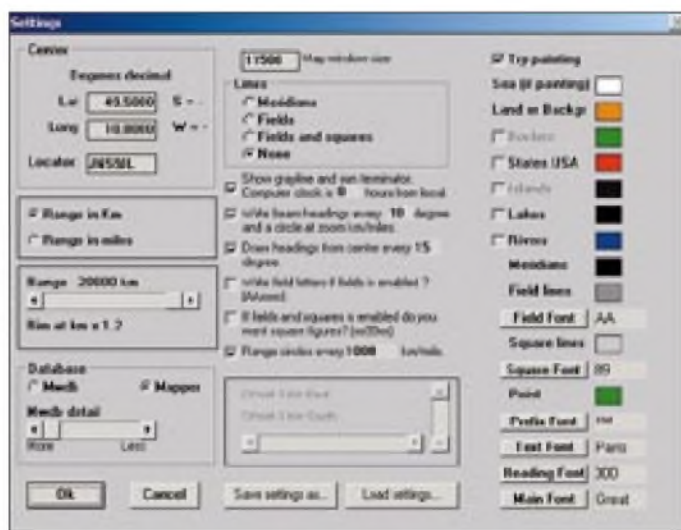 Settings
Center
Degrees decimal
Lat 49.5000 S = -
Long 10.0000 W = -
Locator
Range in Km
Range in miles
Range 20000 km
Rim at km x 1.2
Database
Mwdb Mapper
Mwdb detail
More Less
Ok Cancel
17500 Map window size
Lines
Meridians
Fields
Fields and squares
None
Show grayline and sun terminator.
Computer clock is 0 hours from local.
Write beam headings every 10 degree
and a circle at zoom km/miles
Draw headings from centre every 15
degree
Write field letters if fields is enabled ?
If fields and squares is enabled do you
want square figures?
Range circles every 1000 km/mile
Save settings as... Load settings...
Try painting
Sea (if painting)
Land or Backgr
Borders
States USA
Islands
Lakes
Rivers
Meridians
Field lines
Field Font AA
Square lines
Square Font 89
Point
Prefix Font
Text Font Paris
Heading Font 300
Main Font Great